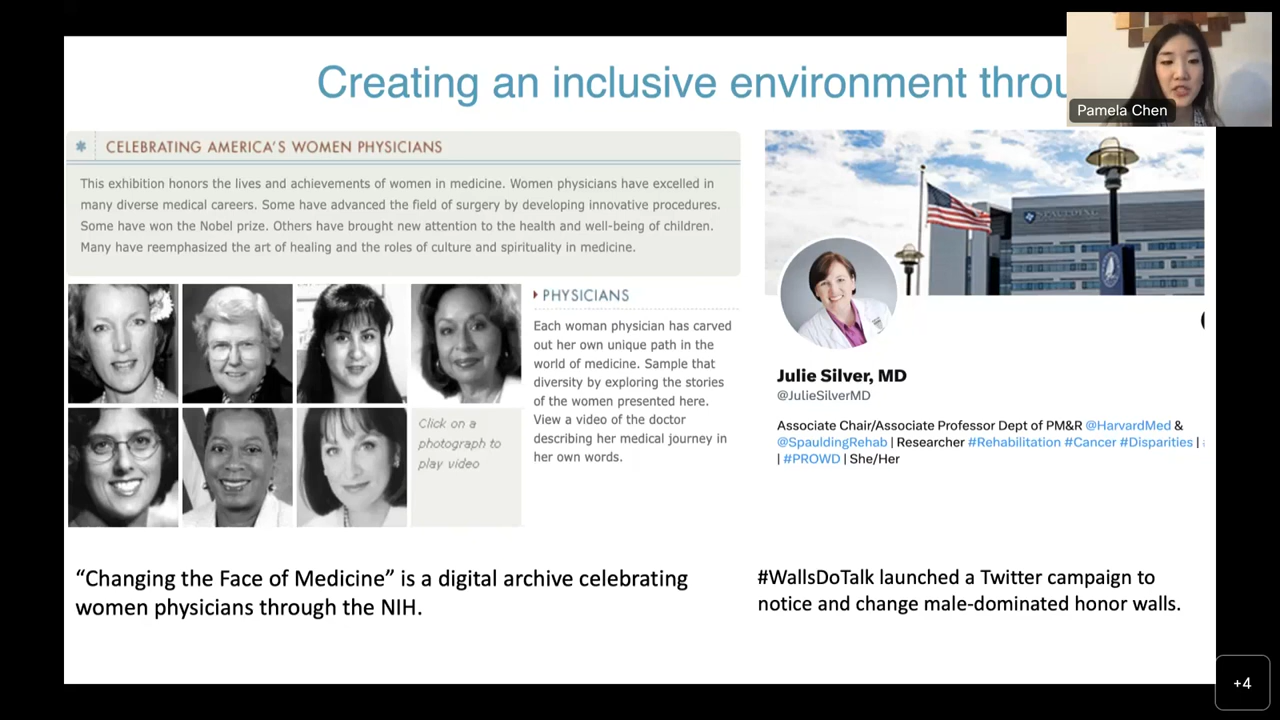 Creating an inclusive environment
Pamela Chen
CELEBRATING AMERICA'S WOMEN PHYSICIANS
This exhibition honors the lives and achievements of women in medicine. Women physicians have excelled in
many diverse medical careers. Some have advanced the field of surgery by developing innovative procedures.
Some have won the Nobel prize. Others have brought new attention to the health and well-being of children.
Many have reemphasized the art of healing and the roles of culture and spirituality in medicine.
PHYSICIANS
Each woman physician has carved
out her own unique path in the
world of medicine. Sample that
diversity by exploring the stories
of the women presented here.
View a video of the doctor
describing her medical journey in
her own words.
Click on a
photograph to
play video
"Changing the Face of Medicine" is a digital archive celebrating
women physicians through the NIH.
SPAULDING
Julie Silver, MD
@JulieSilverMD
Associate Chair/Associate Professor Dept of PM&R @HarvardMed &
@SpauldingRehab | Researcher #Rehabilitation #Cancer #Disparities |
| #PROWD | She/Her
#WallsDoTalk launched a Twitter campaign to
notice and change male-dominated honor walls.
+4